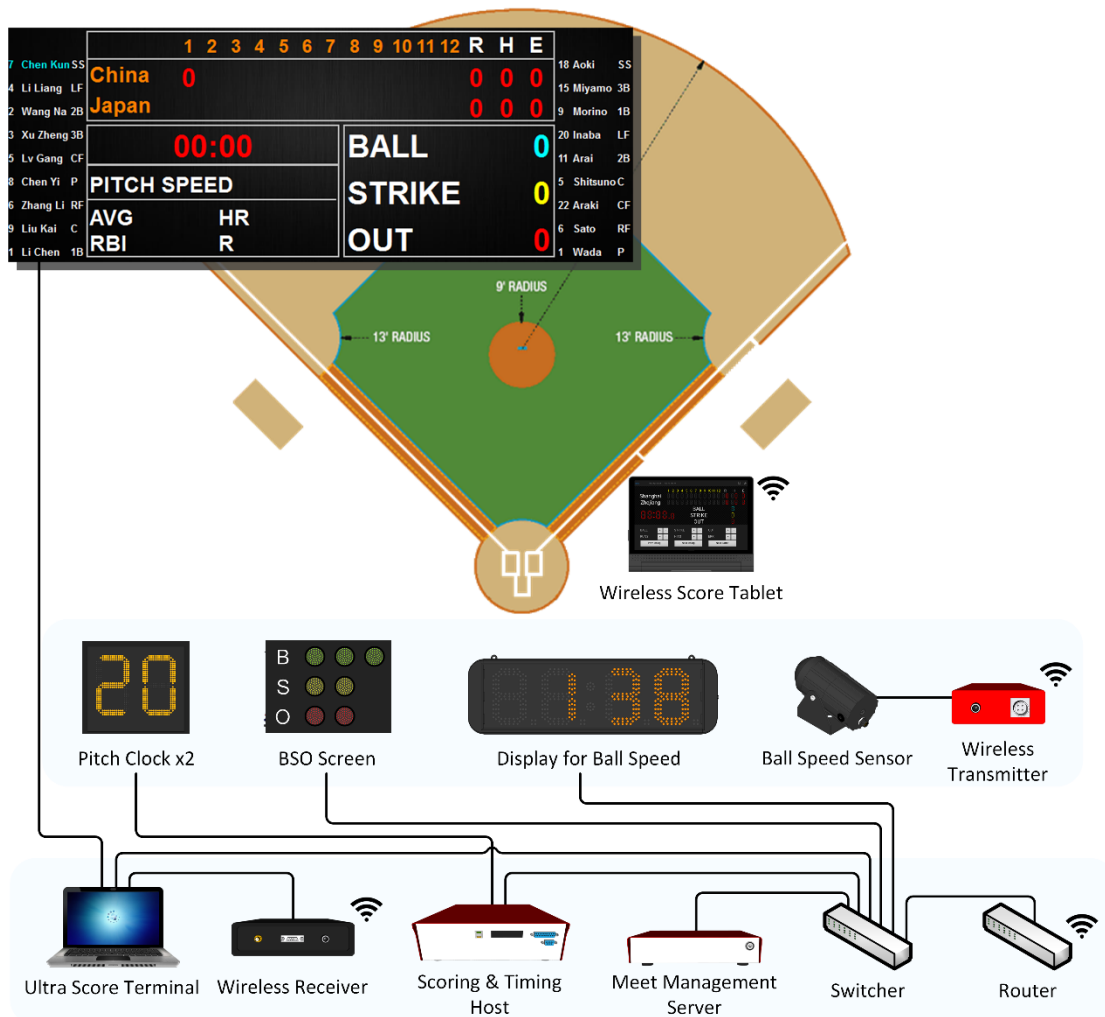 1 2 3 4 5 6 7 8 9 10 11 12 R H E
China 0 0 0 0
Japan 0 0 0
7 Chen Kun SS
4 Li Liang LF
2 Wang Na 2B
3 Xu Zheng 3B
5 Lv Gang CF
8 Chen Yi P
6 Zhang Li RF
9 Liu Kai C
1 Li Chen 1B
00:00
PITCH SPEED
AVG HR
RBI R
BALL 0
STRIKE 0
OUT 0
18 Aoki SS
15 Miyamo 3B
9 Morino 1B
20 Inaba LF
11 Arai 2B
5 Shitsuno C
22 Araki CF
6 Sato RF
1 Wada P
9' RADIUS
13' RADIUS
13' RADIUS
Shanghai
Zhejiang
BALL
STRIKE
OUT
Wireless Score Tablet
20
B
S
O
138
Pitch Clock x2
BSO Screen
Display for Ball Speed
Ball Speed Sensor
Wireless
Transmitter
Ultra Score Terminal
Wireless Receiver
Scoring & Timing
Host
Meet Management
Server
Switcher
Router